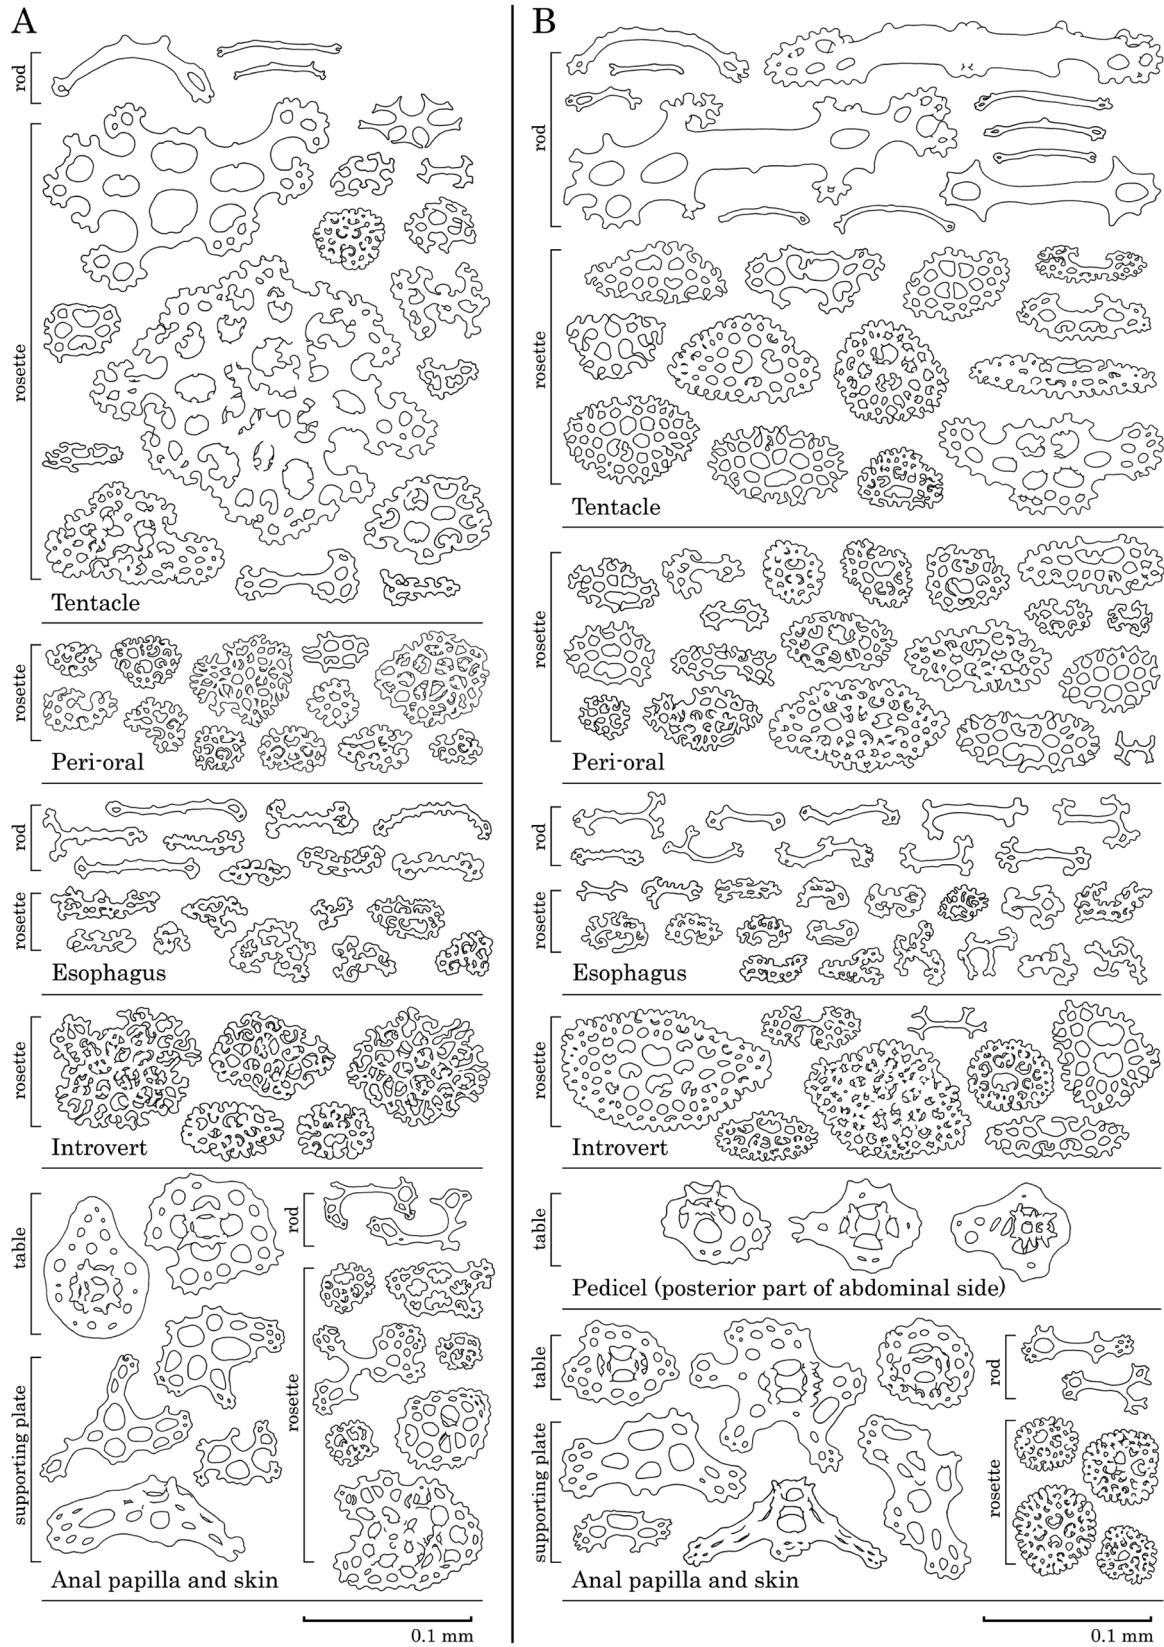 A
rod
rosette
Tentacle
rosette
Peri-oral
rod
rosette
Esophagus
rosette
Introvert
table
rod
supporting plate
rosette
Anal papilla and skin
0.1 mm
B
rod
rosette
Tentacle
rosette
Peri-oral
rod
rosette
Esophagus
rosette
Introvert
table
Pedicel (posterior part of abdominal side)
table
rod
supporting plate
rosette
Anal papilla and skin
0.1 mm